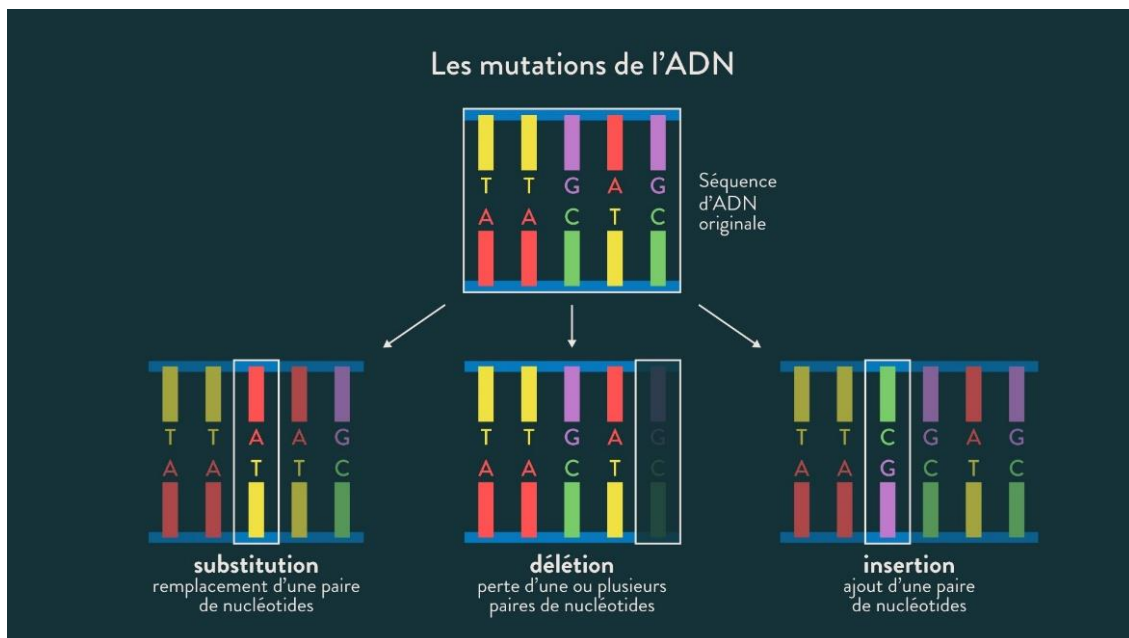 Les mutations de l'ADN
T T G A G
A A C T C
Séquence
d'ADN
originale
T T A A G
A A T T C
substitution
remplacement d'une paire
de nucléotides
T T G A G
A A C T C
délétion
perte d'une ou plusieurs
paires de nucléotides
T T C G A G
A A G C T C
insertion
ajout d'une paire
de nucléotides